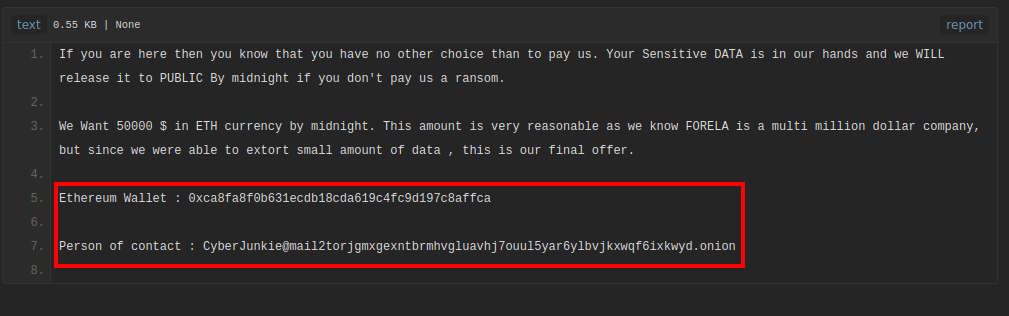 text 0.55 KB | None report
1. If you are here then you know that you have no other choice than to pay us. Your Sensitive DATA is in our hands and we WILL
release it to PUBLIC By midnight if you don't pay us a ransom.
2.
3. We Want 50000 $ in ETH currency by midnight. This amount is very reasonable as we know FORELA is a multi million dollar company,
but since we were able to extort small amount of data , this is our final offer.
4.
5. Ethereum Wallet : 0xca8fa8f0b631ecdb18cda619c4fc9d197c8affca
6.
7. Person of contact : CyberJunkie@mail2torjgmxgexntbrmhvgluavhj7ouul5yar6ylbvjkxwqf6ixkwyd.onion
8.